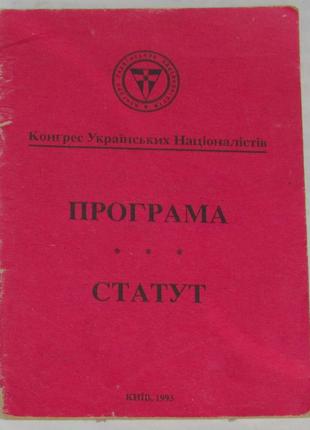 Конгрес Українських Націоналістів
ПРОГРАМА
* * *
СТАТУТ
КИЇВ, 1993